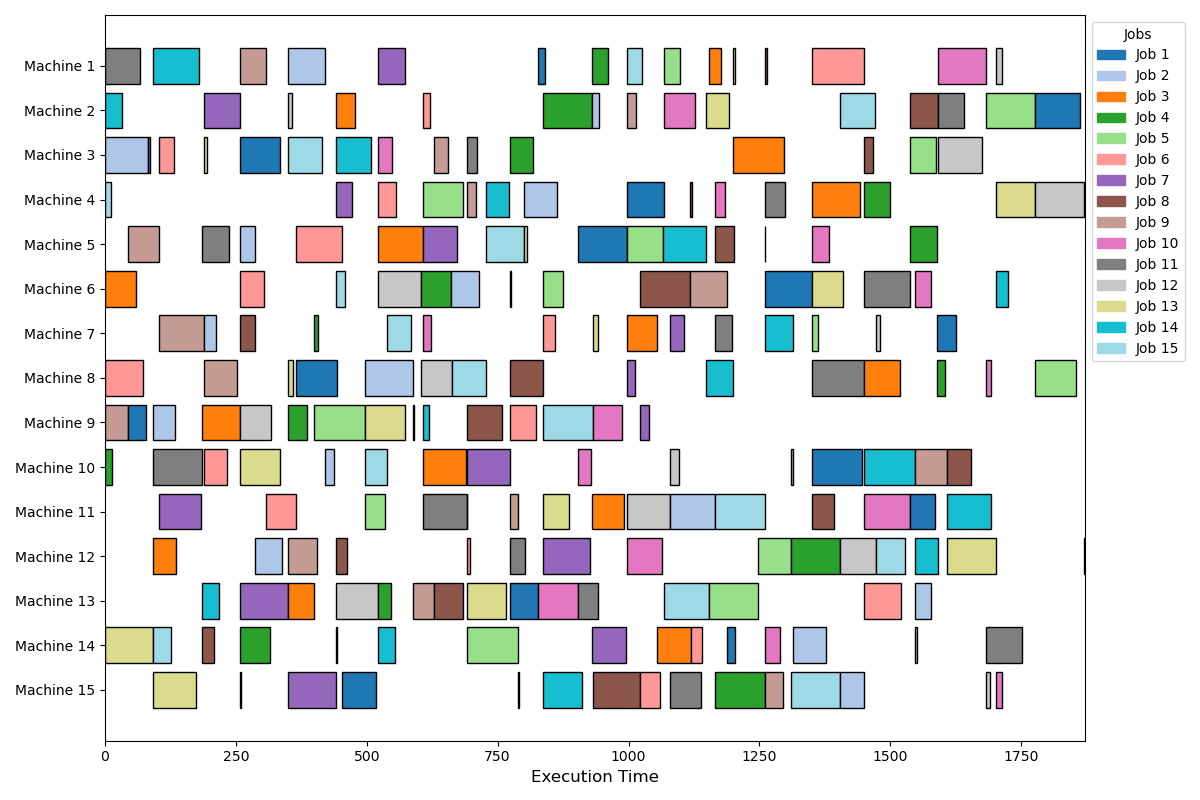 Machine 1
Machine 2
Machine 3
Machine 4
Machine 5
Machine 6
Machine 7
Machine 8
Machine 9
Machine 10
Machine 11
Machine 12
Machine 13
Machine 14
Machine 15
0 250 500 750 1000 1250 1500 1750
Execution Time
Jobs
Job 1
Job 2
Job 3
Job 4
Job 5
Job 6
Job 7
Job 8
Job 9
Job 10
Job 11
Job 12
Job 13
Job 14
Job 15